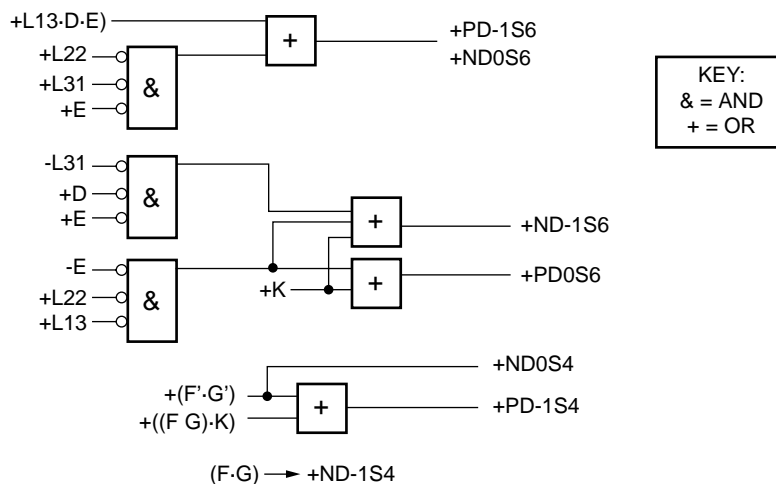 +L13·D·E)
+
+PD-1S6
+ND0S6
+L22
+L31
+E
&
KEY:
& = AND
+ = OR
-L31
+D
+E
&
+
+ND-1S6
-E
+L22
+L13
&
+K
+
+PD0S6
+ND0S4
+(F'·G')
+((F G)·K)
+
+PD-1S4
(F·G)
+ND-1S4